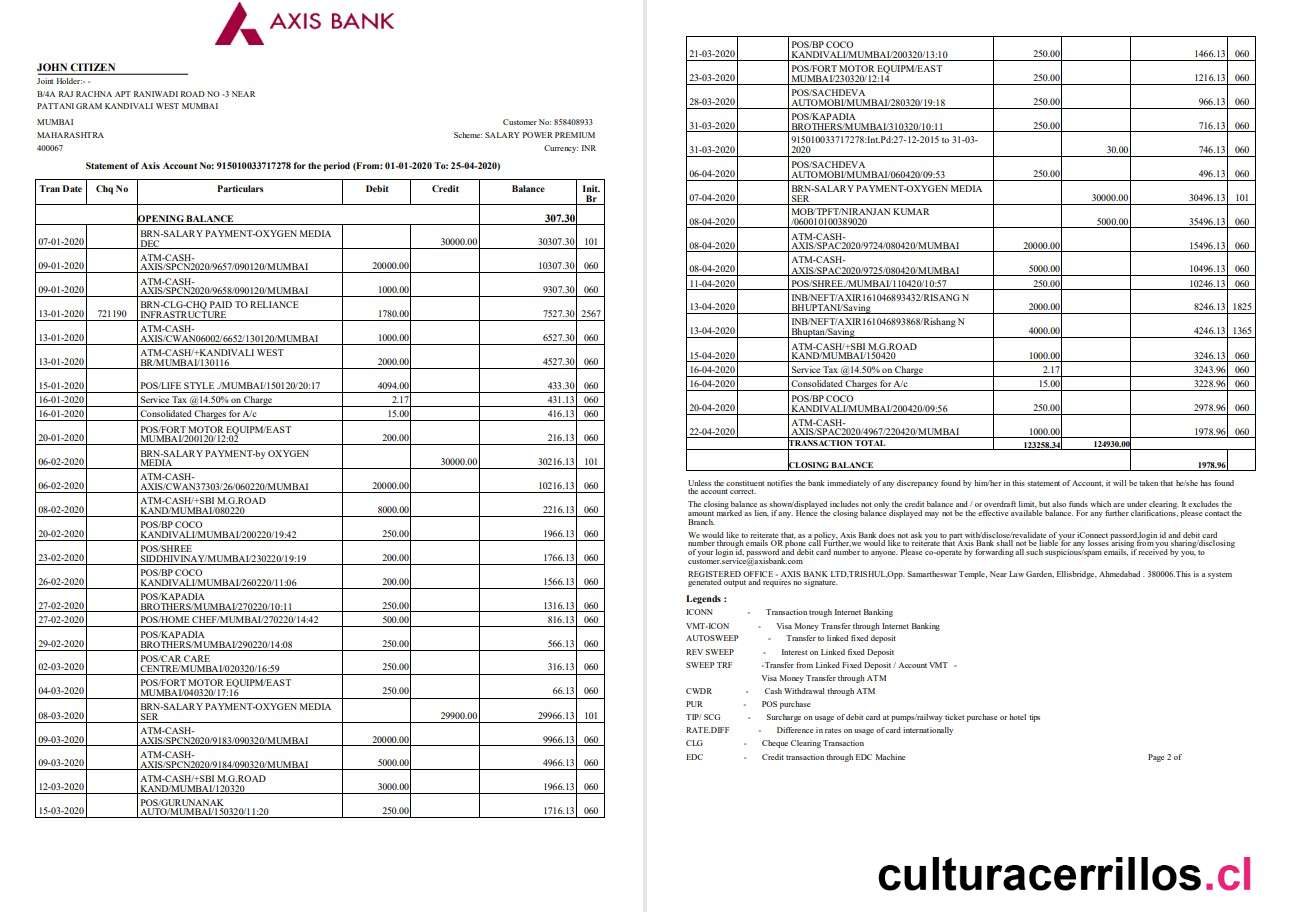 AXIS BANK
JOHN CITIZEN
Joint Holder:- -
B/4A RAJ RACHNA APT RANIWADI ROAD NO -3 NEAR
PATTANI GRAM KANDIVALI WEST MUMBAI
MUMBAI
Customer No: 858408933
MAHARASHTRA
Scheme: SALARY POWER PREMIUM
400067
Currency: INR
Statement of Axis Account No: 915010033717278 for the period (From: 01-01-2020 To: 25-04-2020)
Tran Date Chq No Particulars Debit Credit Balance Init.
Br
OPENING BALANCE 307.30
BRN-SALARY PAYMENT-OXYGEN MEDIA
07-01-2020 DEC 30000.00 30307.30 101
ATM-CASH-
09-01-2020 AXIS/SPCN2020/9657/090120/MUMBAI 20000.00 10307.30 060
ATM-CASH-
09-01-2020 AXIS/SPCN2020/9658/090120/MUMBAI 1000.00 9307.30 060
BRN-CLG-CHQ PAID TO RELIANCE
13-01-2020 721190 INFRASTRUCTURE 1780.00 7527.30 2567
ATM-CASH-
13-01-2020 AXIS/CWAN06002/6652/130120/MUMBAI 1000.00 6527.30 060
ATM-CASH/+KANDIVALI WEST
13-01-2020 BR/MUMBAI/130116 2000.00 4527.30 060
15-01-2020 POS/LIFE STYLE ./MUMBAI/150120/20:17 4094.00 433.30 060
16-01-2020 Service Tax @14.50% on Charge 2.17 431.13 060
16-01-2020 Consolidated Charges for A/c 15.00 416.13 060
POS/FORT MOTOR EQUIPM/EAST
20-01-2020 MUMBAI/200120/12:02 200.00 216.13 060
BRN-SALARY PAYMENT-by OXYGEN
06-02-2020 MEDIA 30000.00 30216.13 101
ATM-CASH-
06-02-2020 AXIS/CWAN37303/26/060220/MUMBAI 20000.00 10216.13 060
ATM-CASH/+SBI M.G.ROAD
08-02-2020 KAND/MUMBAI/080220 8000.00 2216.13 060
POS/BP COCO
20-02-2020 KANDIVALI/MUMBAI/200220/19:42 250.00 1966.13 060
POS/SHREE
23-02-2020 SIDDHIVINAY/MUMBAI/230220/19:19 200.00 1766.13 060
POS/BP COCO
26-02-2020 KANDIVALI/MUMBAI/260220/11:06 200.00 1566.13 060
POS/KAPADIA
27-02-2020 BROTHERS/MUMBAI/270220/10:11 250.00 1316.13 060
27-02-2020 POS/HOME CHEF/MUMBAI/270220/14:42 500.00 816.13 060
POS/KAPADIA
29-02-2020 BROTHERS/MUMBAI/290220/14:08 250.00 566.13 060
POS/CAR CARE
02-03-2020 CENTRE/MUMBAI/020320/16:59 250.00 316.13 060
POS/FORT MOTOR EQUIPM/EAST
04-03-2020 MUMBAI/040320/17:16 250.00 66.13 060
BRN-SALARY PAYMENT-OXYGEN MEDIA
08-03-2020 SER 29900.00 29966.13 101
ATM-CASH-
09-03-2020 AXIS/SPCN2020/9183/090320/MUMBAI 20000.00 9966.13 060
ATM-CASH-
09-03-2020 AXIS/SPCN2020/9184/090320/MUMBAI 5000.00 4966.13 060
ATM-CASH/+SBI M.G.ROAD
12-03-2020 KAND/MUMBAI/120320 3000.00 1966.13 060
POS/GURUNANAK
15-03-2020 AUTO/MUMBAI/150320/11:20 250.00 1716.13 060
POS/BP COCO
21-03-2020 KANDIVALI/MUMBAI/200320/13:10 250.00 1466.13 060
POS/FORT MOTOR EQUIPM/EAST
23-03-2020 MUMBAI/230320/12:14 250.00 1216.13 060
POS/SACHDEVA
28-03-2020 AUTOMOBI/MUMBAI/280320/19:18 250.00 966.13 060
POS/KAPADIA
31-03-2020 BROTHERS/MUMBAI/310320/10:11 250.00 716.13 060
915010033717278:Int.Pd:27-12-2015 to 31-03-
31-03-2020 2020 30.00 746.13 060
POS/SACHDEVA
06-04-2020 AUTOMOBI/MUMBAI/060420/09:53 250.00 496.13 060
BRN-SALARY PAYMENT-OXYGEN MEDIA
07-04-2020 SER 30000.00 30496.13 101
MOB/TPFT/NIRANJAN KUMAR
08-04-2020 /060010100389020 5000.00 35496.13 060
ATM-CASH-
08-04-2020 AXIS/SPAC2020/9724/080420/MUMBAI 20000.00 15496.13 060
ATM-CASH-
08-04-2020 AXIS/SPAC2020/9725/080420/MUMBAI 5000.00 10496.13 060
11-04-2020 POS/SHREE./MUMBAI/110420/10:57 250.00 10246.13 060
INB/NEFT/AXIR161046893432/RISANG N
13-04-2020 BHUPTANI/Saving 2000.00 8246.13 1825
INB/NEFT/AXIR161046893868/Rishang N
13-04-2020 Bhuptan/Saving 4000.00 4246.13 1365
ATM-CASH/+SBI M.G.ROAD
15-04-2020 KAND/MUMBAI/150420 1000.00 3246.13 060
16-04-2020 Service Tax @14.50% on Charge 2.17 3243.96 060
16-04-2020 Consolidated Charges for A/c 15.00 3228.96 060
POS/BP COCO
20-04-2020 KANDIVALI/MUMBAI/200420/09:56 250.00 2978.96 060
ATM-CASH-
22-04-2020 AXIS/SPAC2020/4967/220420/MUMBAI 1000.00 1978.96 060
TRANSACTION TOTAL 123258.34 124930.00
CLOSING BALANCE 1978.96
Unless the constituent notifies the bank immediately of any discrepancy found by him/her in this statement of Account, it will be taken that he/she has found
the account correct.
The closing balance as shown/displayed includes not only the credit balance and / or overdraft limit, but also funds which are under clearing. It excludes the
amount marked as lien, if any. Hence the closing balance displayed may not be the effective available balance. For any further clarifications, please contact the
Branch.
We would like to reiterate that, as a policy, Axis Bank does not ask you to part with/disclose/revalidate of your iConnect passord,login id and debit card
number through emails OR phone call Further,we would like to reiterate that Axis Bank shall not be liable for any losses arising from you sharing/disclosing
of your login id, password and debit card number to anyone. Please co-operate by forwarding all such suspicious/spam emails, if received by you, to
customer.service@axisbank.com
REGISTERED OFFICE - AXIS BANK LTD,TRISHUL,Opp. Samartheswar Temple, Near Law Garden, Ellisbridge, Ahmedabad . 380006.This is a system
generated output and requires no signature.
Legends :
ICONN - Transaction trough Internet Banking
VMT-ICON - Visa Money Transfer through Internet Banking
AUTOSWEEP - Transfer to linked fixed deposit
REV SWEEP - Interest on Linked fixed Deposit
SWEEP TRF -Transfer from Linked Fixed Deposit / Account VMT -
Visa Money Transfer through ATM
CWDR - Cash Withdrawal through ATM
PUR - POS purchase
TIP/ SCG - Surcharge on usage of debit card at pumps/railway ticket purchase or hotel tips
RATE.DIFF - Difference in rates on usage of card internationally
CLG - Cheque Clearing Transaction
EDC - Credit transaction through EDC Machine
Page 2 of
culturacerrillos.cl